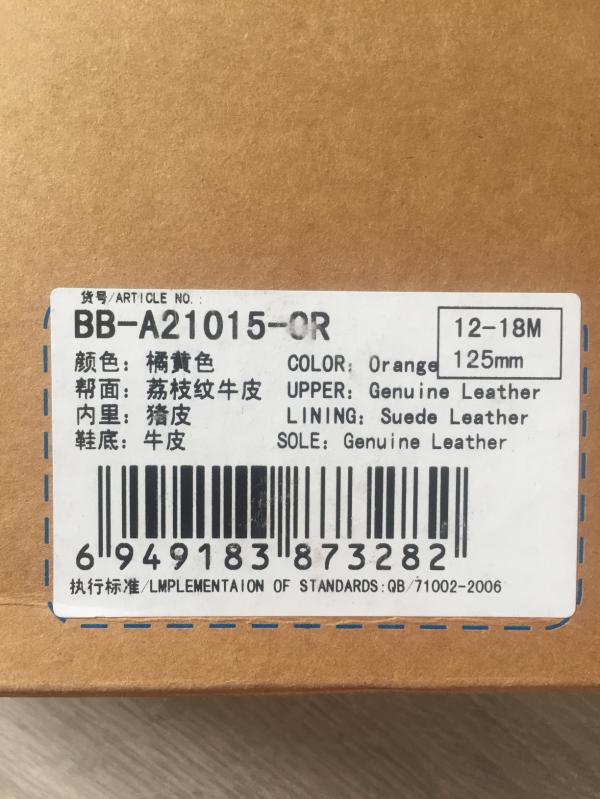 货号/ARTICLE NO.:
BB-A21015-OR
12-18M
125mm
颜色: 橘黄色 COLOR: Orange
帮面: 荔枝纹牛皮 UPPER: Genuine Leather
内里: 猪皮 LINING: Suede Leather
鞋底: 牛皮 SOLE: Genuine Leather
6 949183 873282
执行标准/LMPLEMENTAION OF STANDARDS:QB/71002-2006